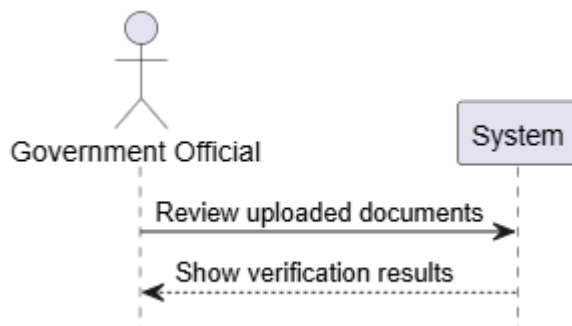 Government Official
System
Review uploaded documents
Show verification results